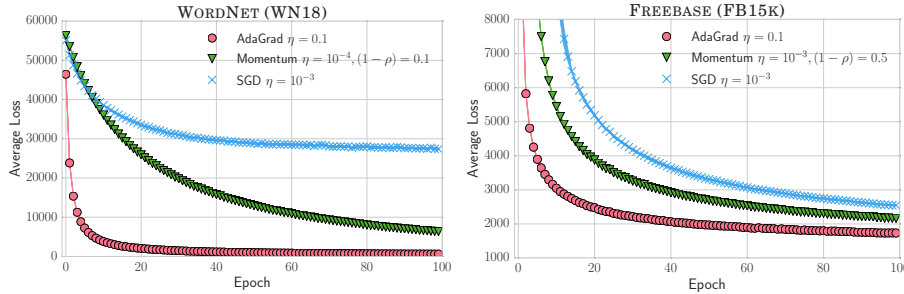 WORDNET (WN18)
60000
50000
40000
30000
20000
10000
0
Average Loss
AdaGrad η = 0.1
Momentum η = 10⁻⁴, (1 − ρ) = 0.1
SGD η = 10⁻³
0 20 40 60 80 100
Epoch
FREEBASE (FB15K)
8000
7000
6000
5000
4000
3000
2000
1000
Average Loss
AdaGrad η = 0.1
Momentum η = 10⁻³, (1 − ρ) = 0.5
SGD η = 10⁻³
0 20 40 60 80 100
Epoch